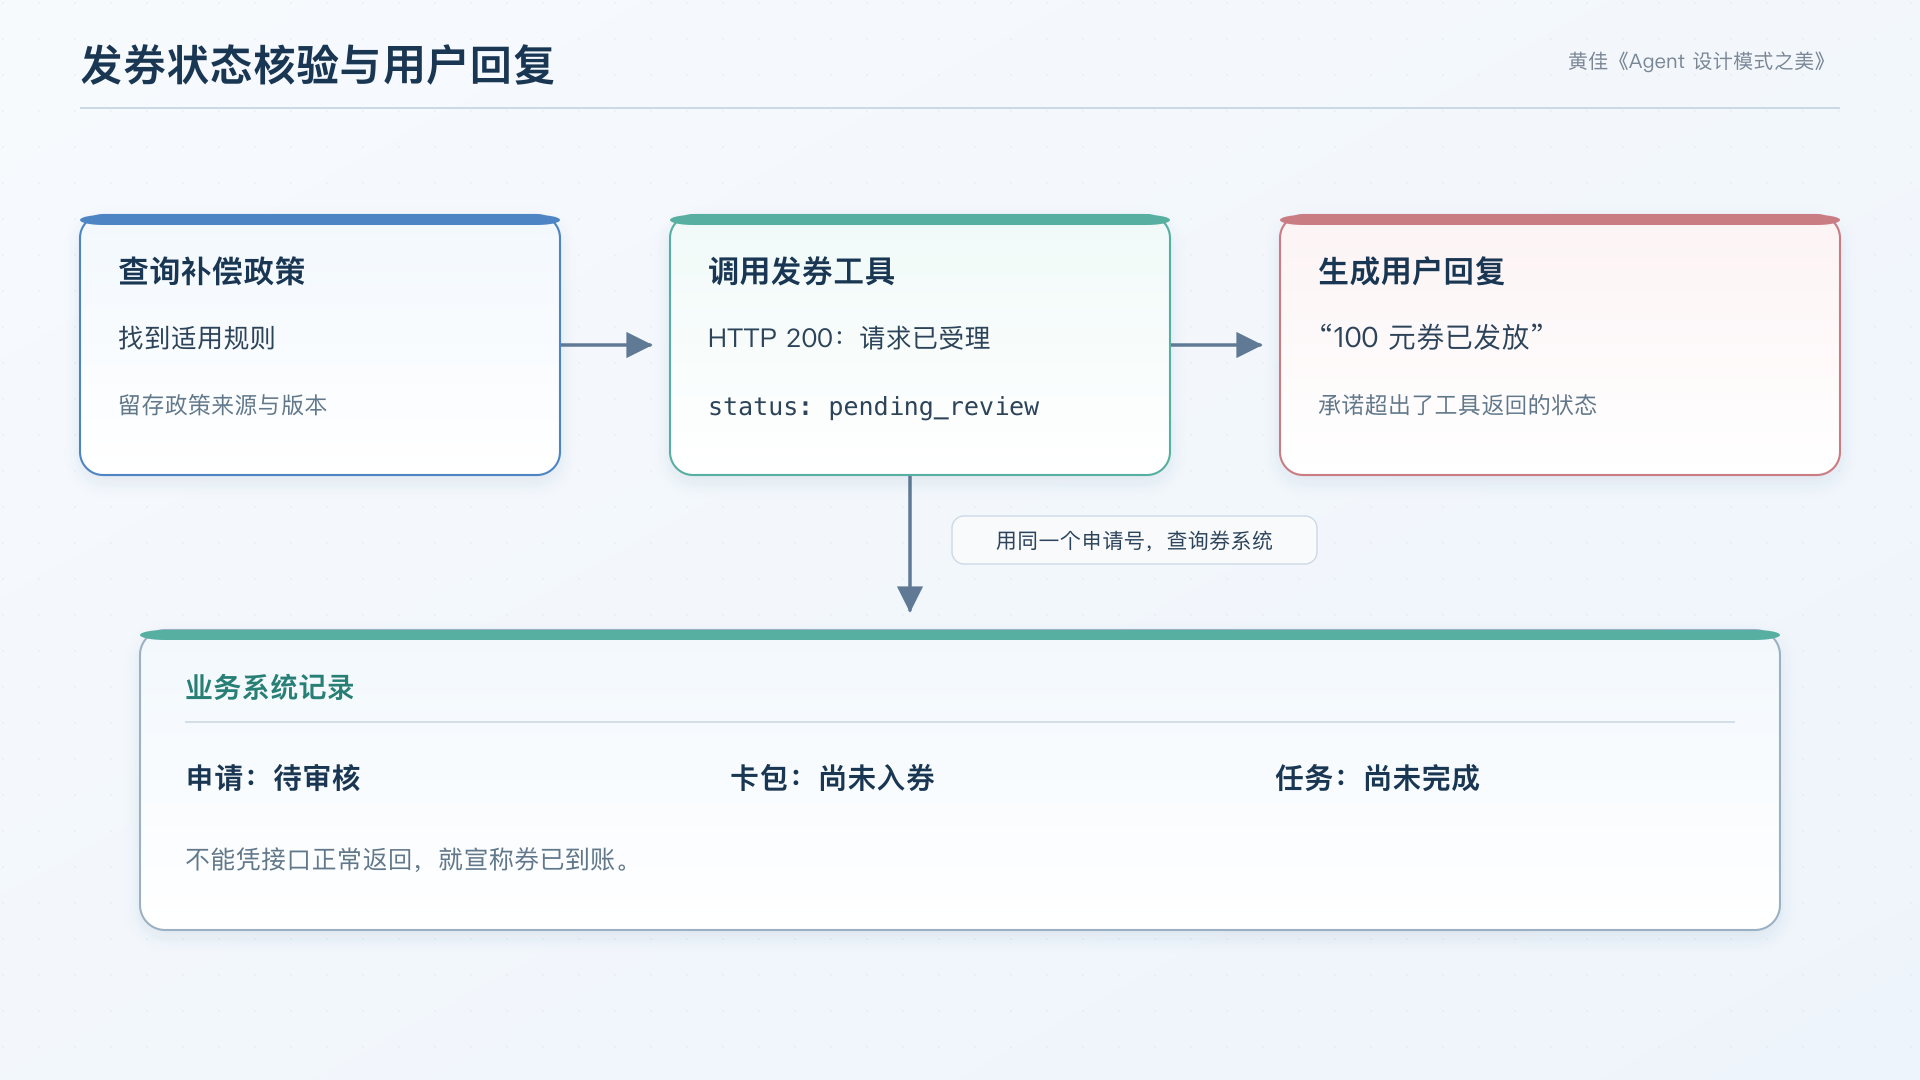 发券状态核验与用户回复
黄佳《Agent 设计模式之美》
查询补偿政策
找到适用规则
留存政策来源与版本
调用发券工具
HTTP 200：请求已受理
status: pending_review
生成用户回复
“100 元券已发放”
承诺超出了工具返回的状态
用同一个申请号，查询券系统
业务系统记录
申请：待审核
卡包：尚未入券
任务：尚未完成
不能凭接口正常返回，就宣称券已到账。